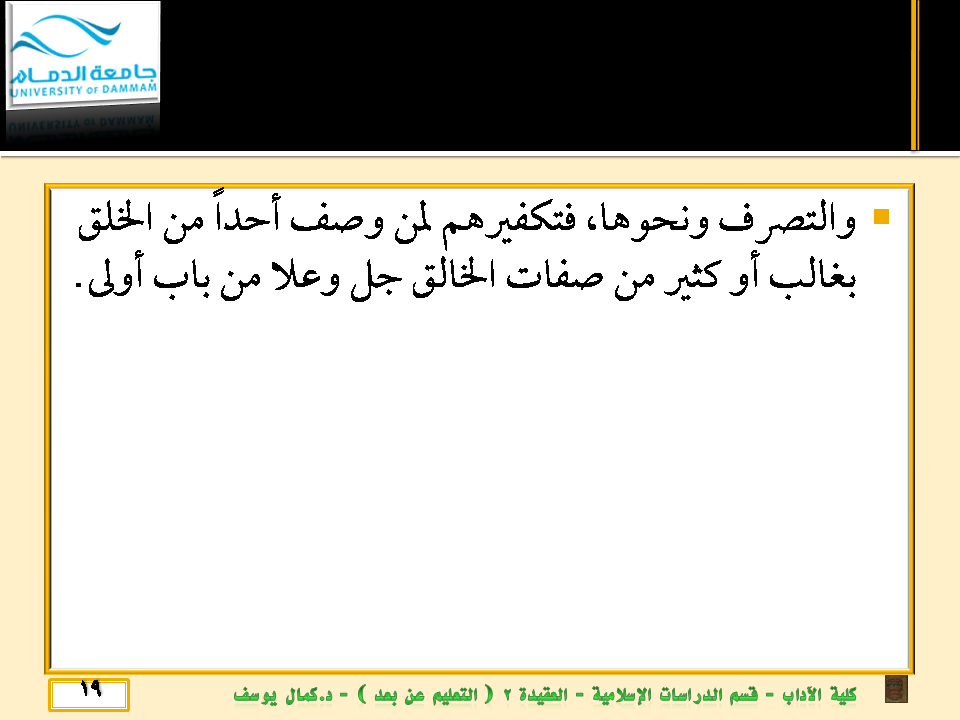 جامعة الدمام
UNIVERSITY OF DAMMAM
والتصرف ونحوها، فتكفيرهم لمن وصف أحداً من الخلق
بغالب أو كثير من صفات الخالق جل وعلا من باب أولى.
كلية الآداب - قسم الدراسات الإسلامية - العقيدة ٢ ( التعليم عن بعد ) - د.كمال يوسف
١٩